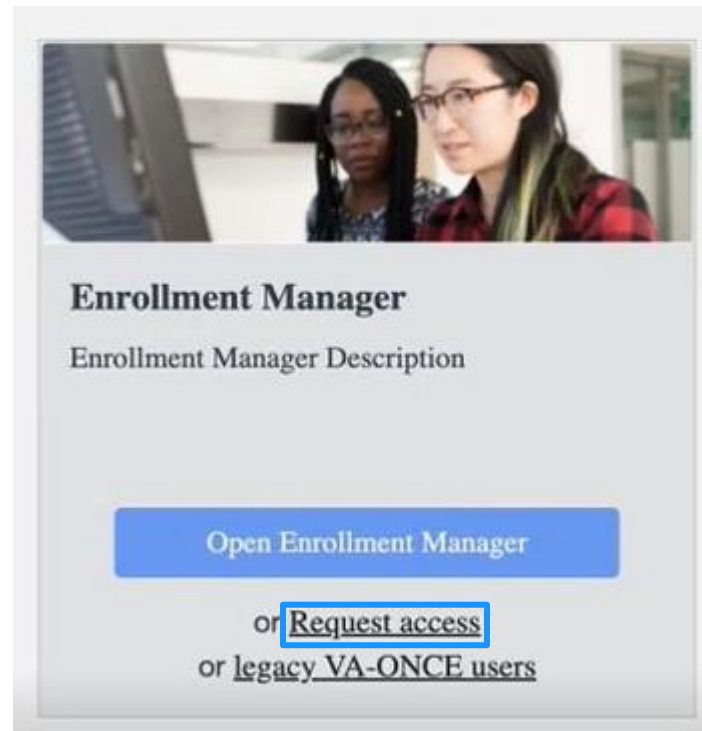 Enrollment Manager
Enrollment Manager Description
Open Enrollment Manager
or Request access
or legacy VA-ONCE users